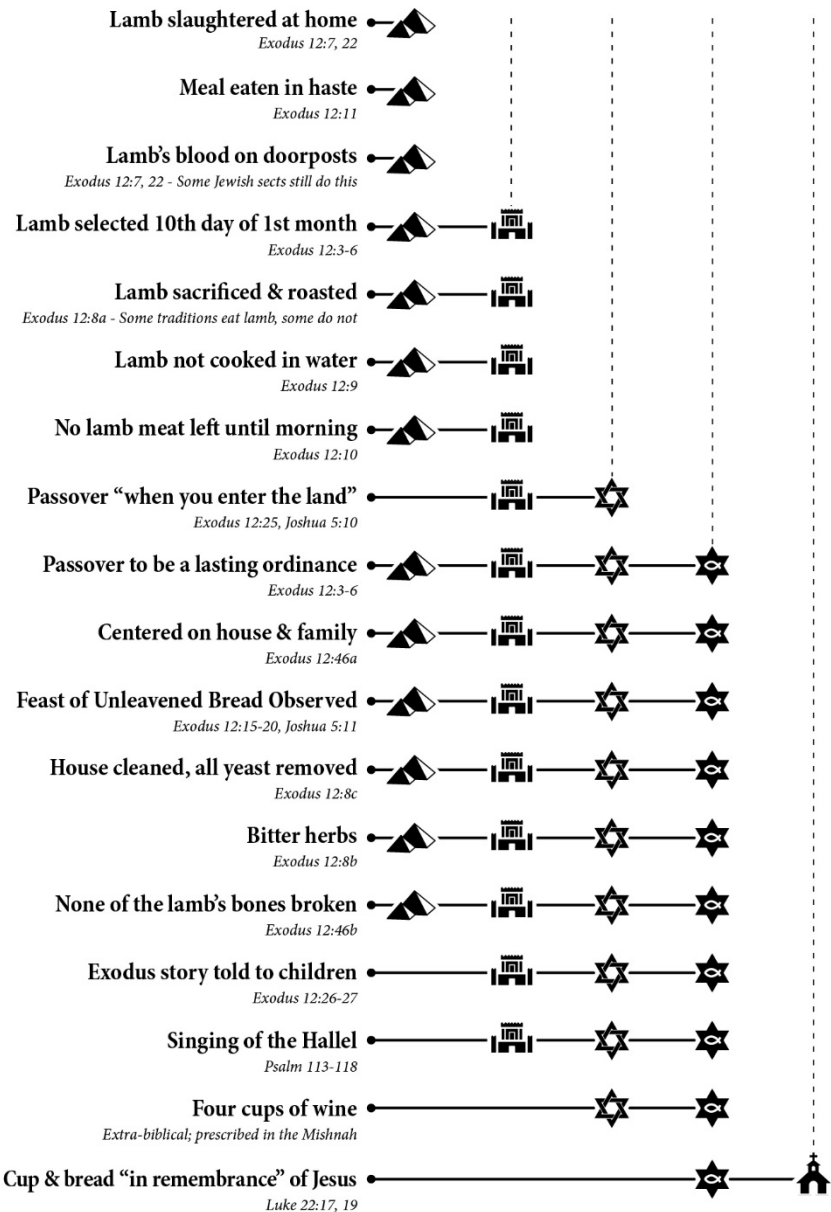 Lamb slaughtered at home
Exodus 12:7, 22
Meal eaten in haste
Exodus 12:11
Lamb’s blood on doorposts
Exodus 12:7, 22 - Some Jewish sects still do this
Lamb selected 10th day of 1st month
Exodus 12:3-6
Lamb sacrificed & roasted
Exodus 12:8a - Some traditions eat lamb, some do not
Lamb not cooked in water
Exodus 12:9
No lamb meat left until morning
Exodus 12:10
Passover “when you enter the land”
Exodus 12:25, Joshua 5:10
Passover to be a lasting ordinance
Exodus 12:3-6
Centered on house & family
Exodus 12:46a
Feast of Unleavened Bread Observed
Exodus 12:15-20, Joshua 5:11
House cleaned, all yeast removed
Exodus 12:8c
Bitter herbs
Exodus 12:8b
None of the lamb’s bones broken
Exodus 12:46b
Exodus story told to children
Exodus 12:26-27
Singing of the Hallel
Psalm 113-118
Four cups of wine
Extra-biblical; prescribed in the Mishnah
Cup & bread “in remembrance” of Jesus
Luke 22:17, 19